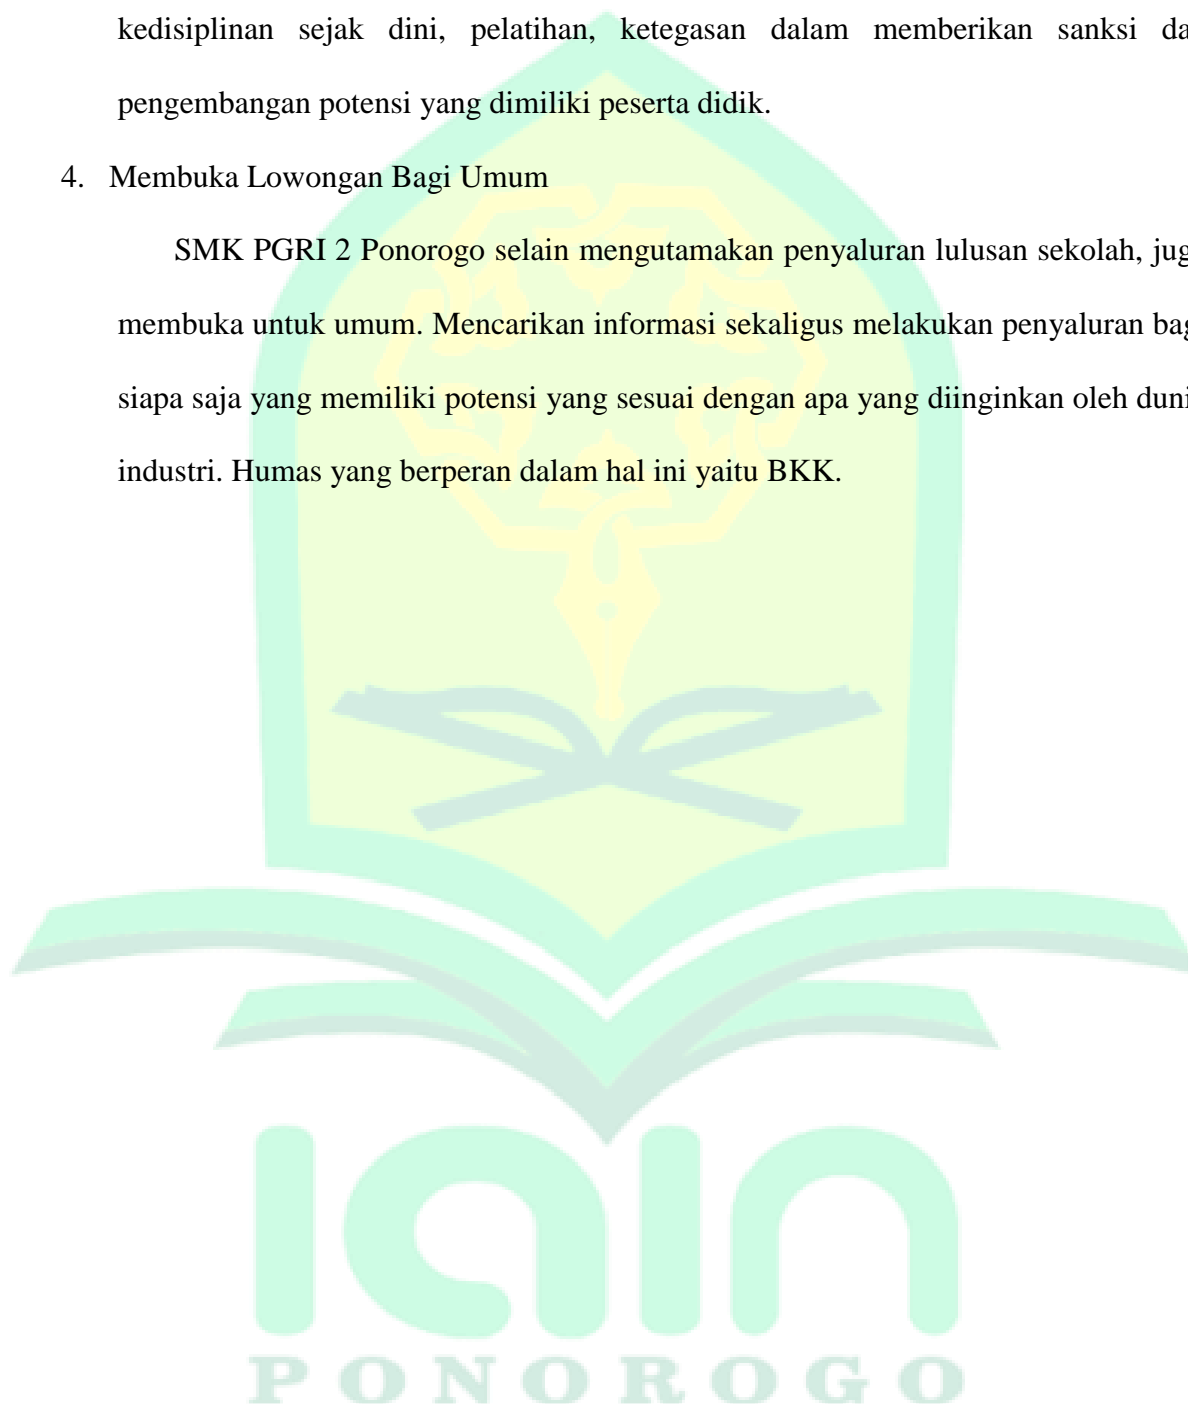 kedisiplinan sejak dini, pelatihan, ketegasan dalam memberikan sanksi da
pengembangan potensi yang dimiliki peserta didik.
4. Membuka Lowongan Bagi Umum
SMK PGRI 2 Ponorogo selain mengutamakan penyaluran lulusan sekolah, jug
membuka untuk umum. Mencarikan informasi sekaligus melakukan penyaluran bag
siapa saja yang memiliki potensi yang sesuai dengan apa yang diinginkan oleh duni
industri. Humas yang berperan dalam hal ini yaitu BKK.
iain
PONOROGO